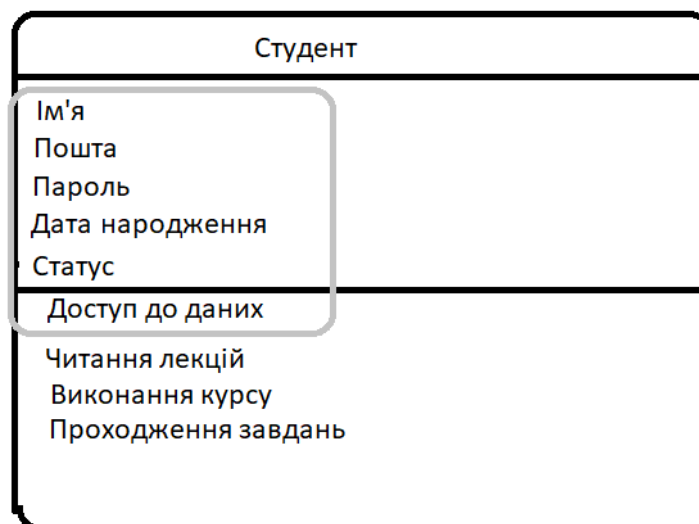 Студент
Ім'я
Пошта
Пароль
Дата народження
Статус
Доступ до даних
Читання лекцій
Виконання курсу
Проходження завдань